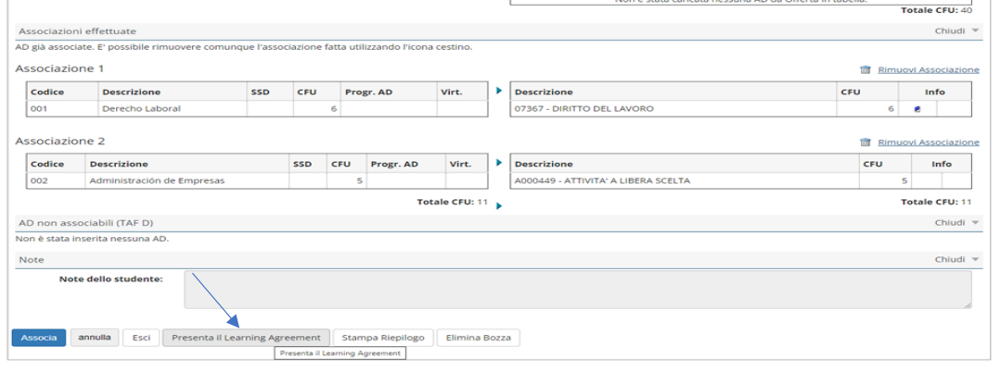 Non è stata caricata nessuna AD da Offerta in tabella.
Totale CFU: 40
Associazioni effettuate Chiudi
AD già associate. E' possibile rimuovere comunque l'associazione fatta utilizzando l'icona cestino.
Associazione 1 Rimuovi Associazione
Codice Descrizione SSD CFU Progr. AD Virt. Descrizione CFU Info
001 Derecho Laboral 6 07367 - DIRITTO DEL LAVORO 6
Associazione 2 Rimuovi Associazione
Codice Descrizione SSD CFU Progr. AD Virt. Descrizione CFU Info
002 Administración de Empresas 5 A000449 - ATTIVITA' A LIBERA SCELTA 5
Totale CFU: 11 Totale CFU: 11
AD non associabili (TAF D) Chiudi
Non è stata inserita nessuna AD.
Note Chiudi
Note dello studente:
Associa annulla Esci Presenta il Learning Agreement Stampa Riepilogo Elimina Bozza
Presenta il Learning Agreement